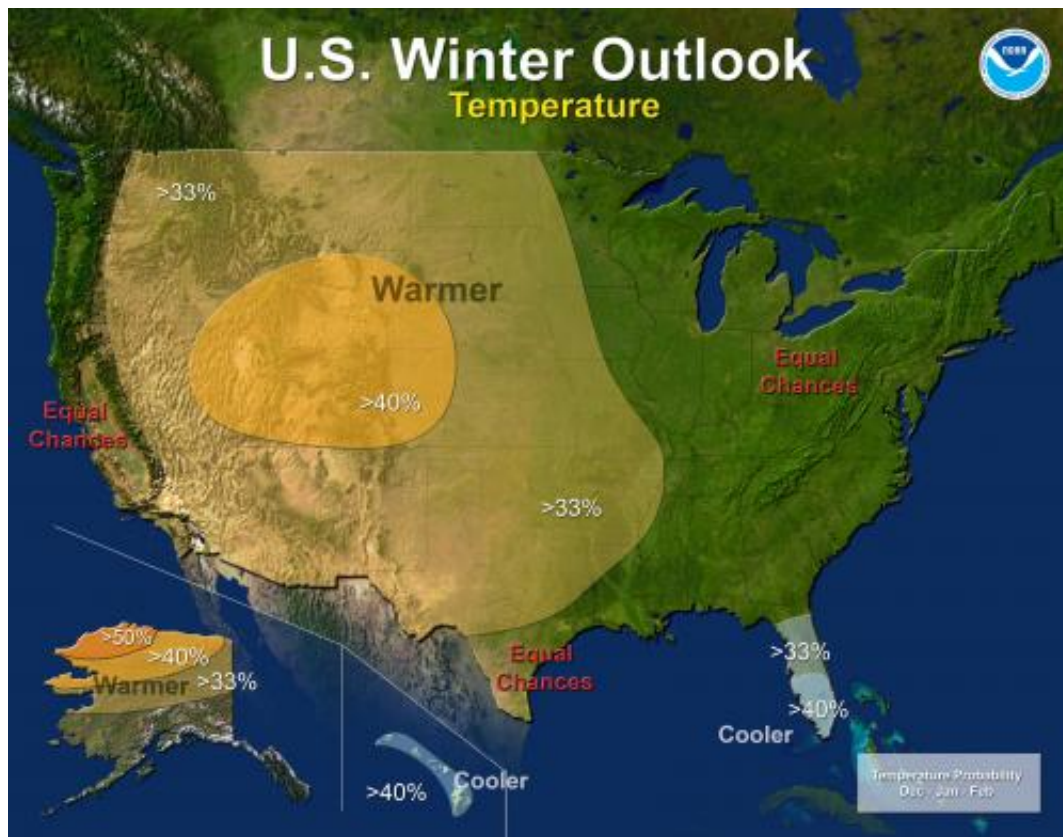 U.S. Winter Outlook
Temperature
noaa
>33%
Warmer
>40%
Equal
Chances
Equal
Chances
>33%
>50%
>40%
Warmer
>33%
Equal
Chances
>33%
>40%
Cooler
>40%
Cooler
Temperature Probability
Dec - Jan - Feb